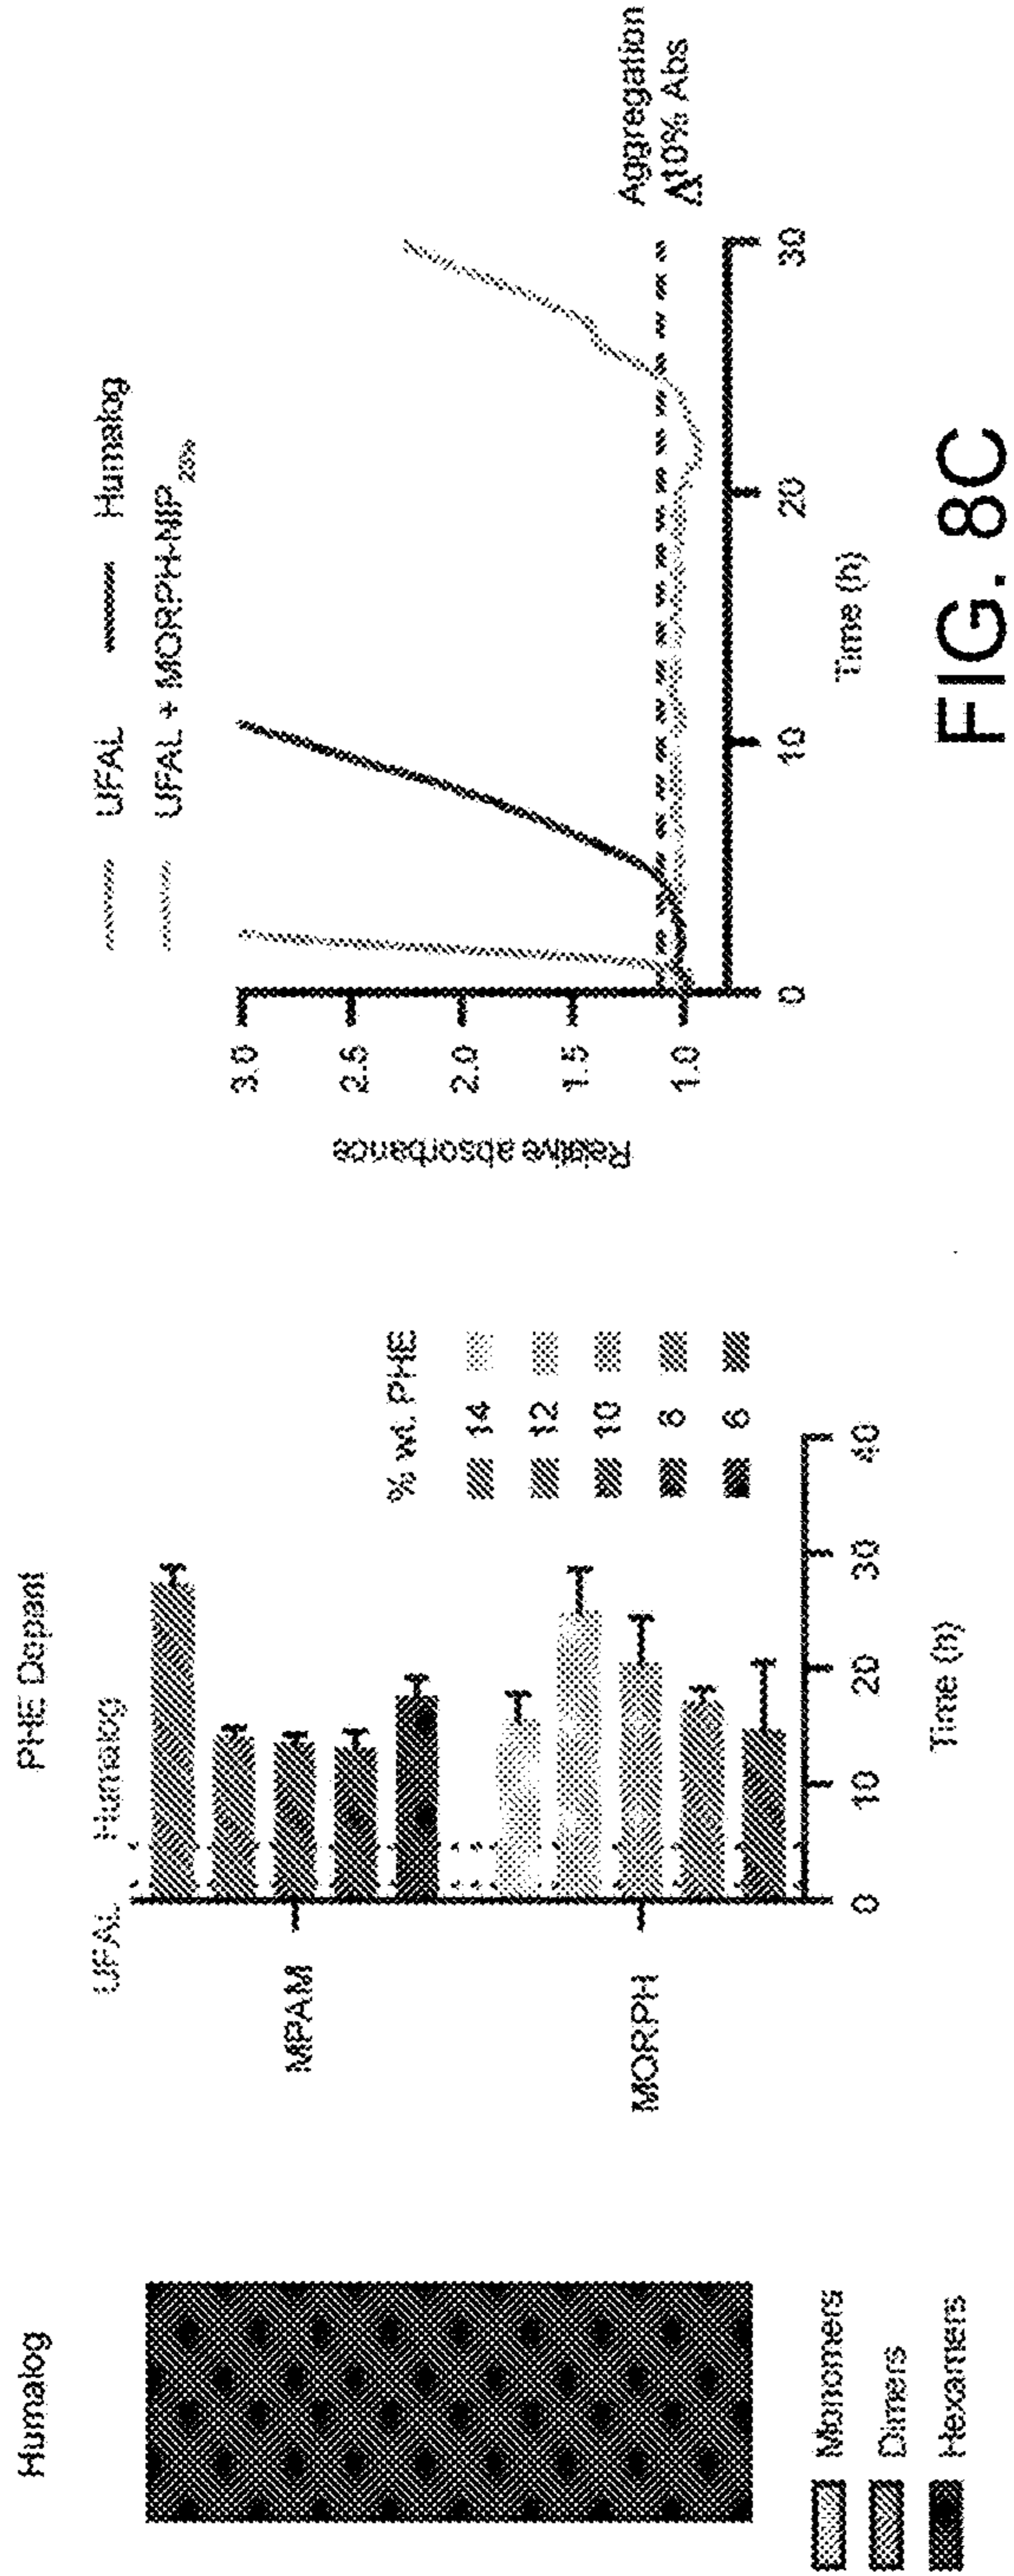 Humalog
Monomers
Dimers
Hexamers
PHE Dopant
UFAL
Humalog
MPAM
MORPH
% wt. PHE
14
12
10
8
6
0
10
20
30
40
Time (h)
UFAL
Humalog
UFAL + MORPH-NIP23%
3.0
2.5
2.0
1.5
1.0
Relative absorbance
Aggregation
Δ10% Abs
0
10
20
30
Time (h)
FIG. 8C